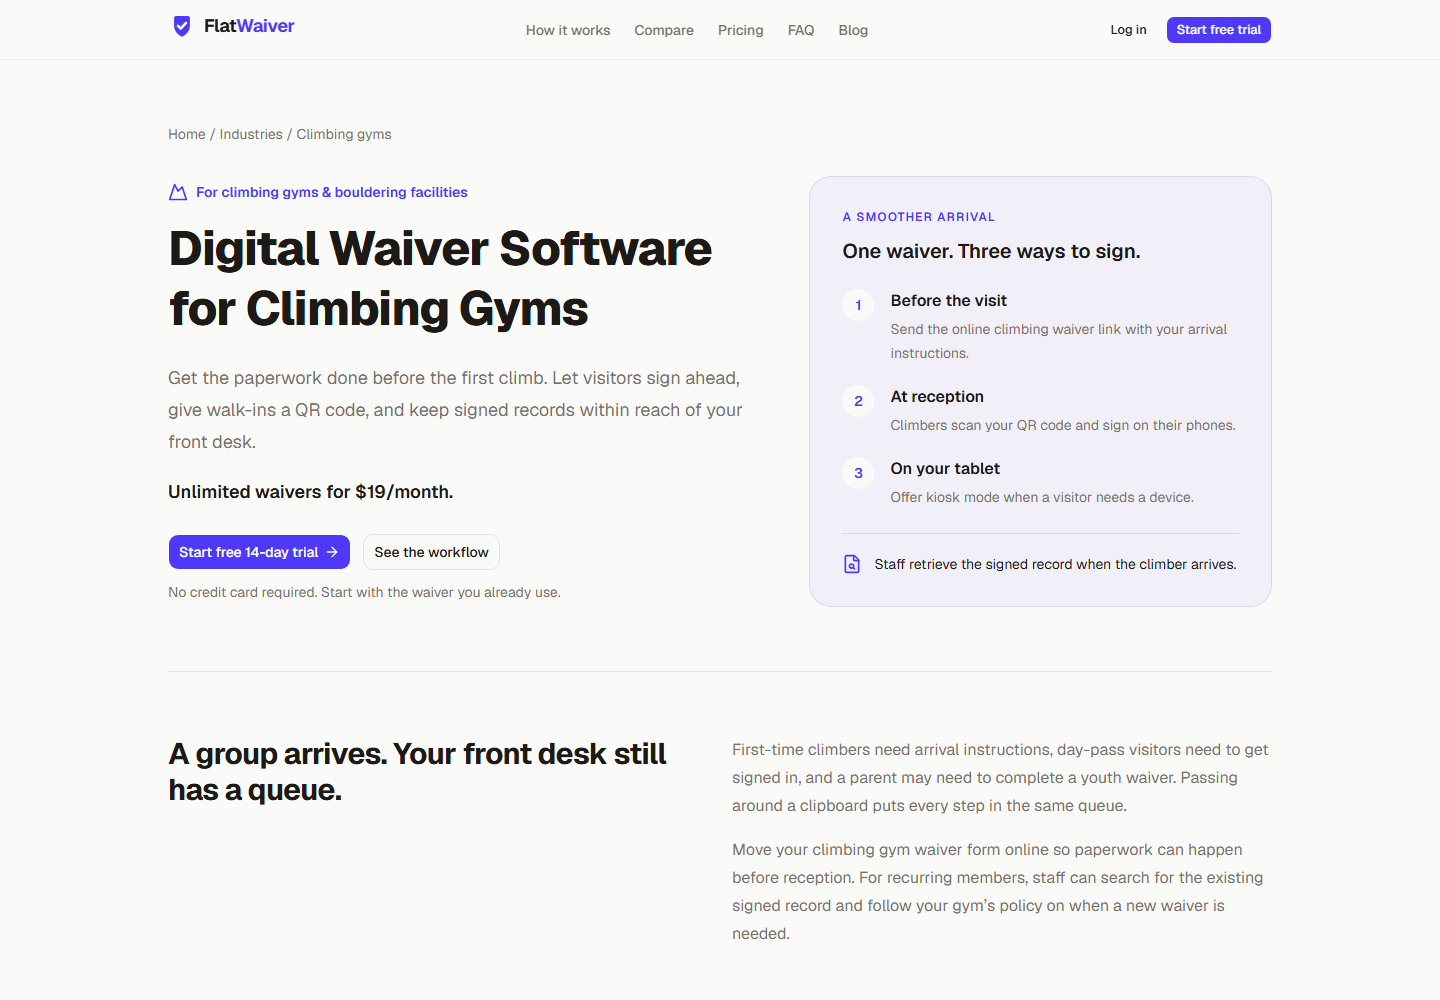 FlatWaiver
How it works
Compare
Pricing
FAQ
Blog
Log in
Start free trial
Home / Industries / Climbing gyms
For climbing gyms & bouldering facilities
Digital Waiver Software
for Climbing Gyms
Get the paperwork done before the first climb. Let visitors sign ahead,
give walk-ins a QR code, and keep signed records within reach of your
front desk.
Unlimited waivers for $19/month.
Start free 14-day trial →
See the workflow
No credit card required. Start with the waiver you already use.
A SMOOTHER ARRIVAL
One waiver. Three ways to sign.
1
Before the visit
Send the online climbing waiver link with your arrival
instructions.
2
At reception
Climbers scan your QR code and sign on their phones.
3
On your tablet
Offer kiosk mode when a visitor needs a device.
Staff retrieve the signed record when the climber arrives.
A group arrives. Your front desk still
has a queue.
First-time climbers need arrival instructions, day-pass visitors need to get
signed in, and a parent may need to complete a youth waiver. Passing
around a clipboard puts every step in the same queue.
Move your climbing gym waiver form online so paperwork can happen
before reception. For recurring members, staff can search for the existing
signed record and follow your gym’s policy on when a new waiver is
needed.